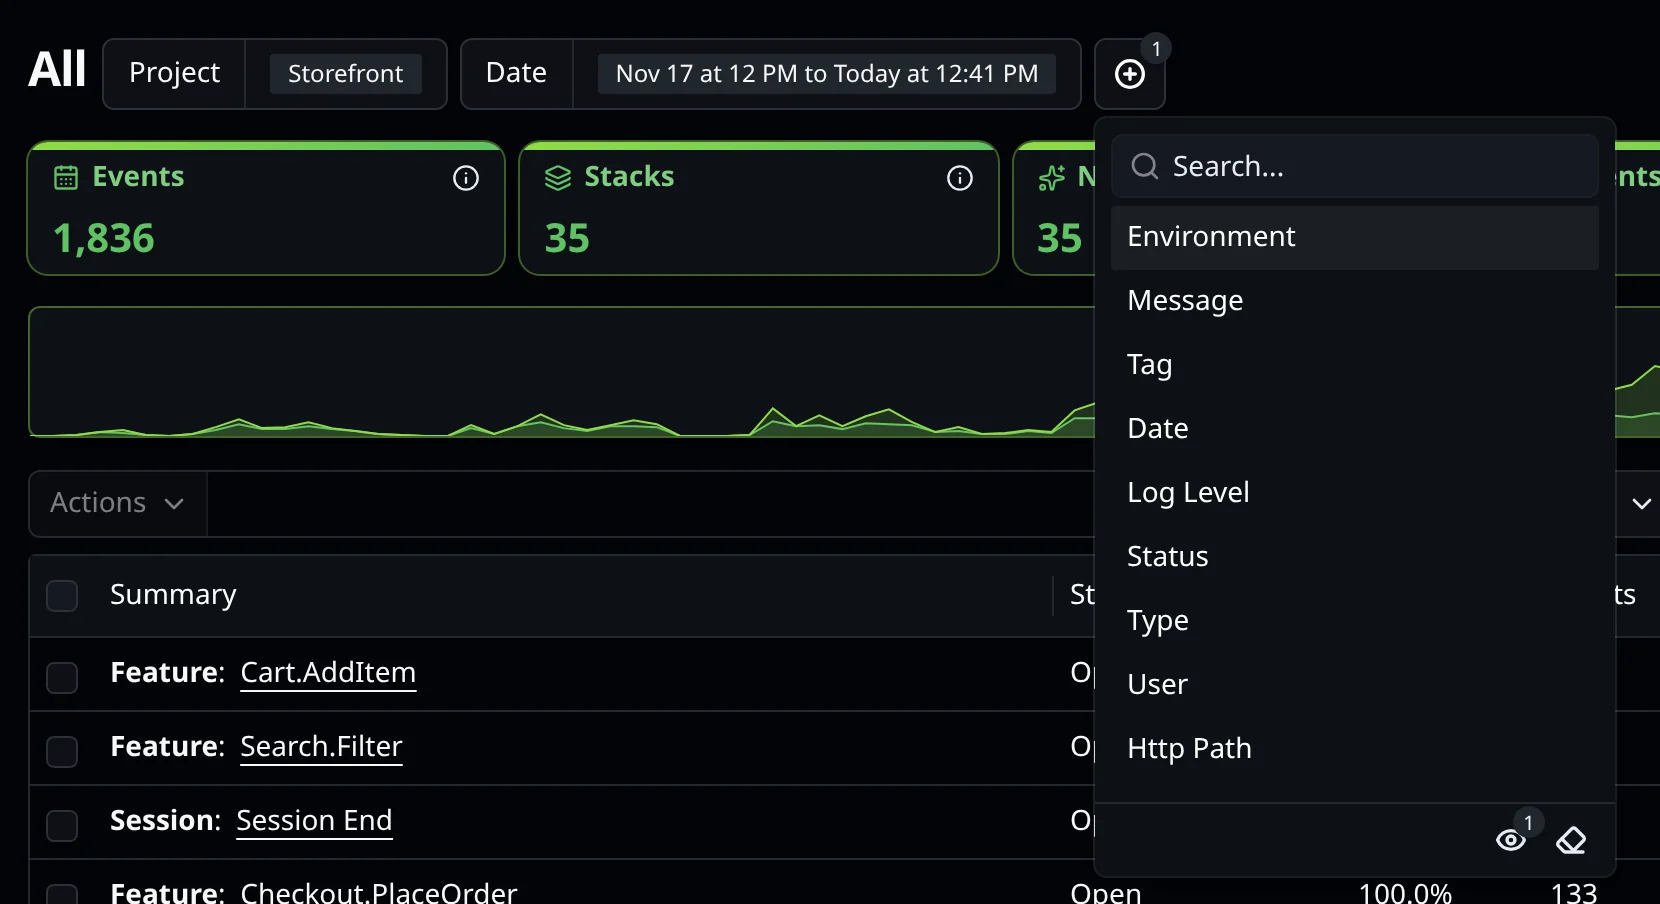 All
Project Storefront
Date Nov 17 at 12 PM to Today at 12:41 PM
1
Events
1,836
Stacks
35
35
Search...
Environment
Message
Tag
Date
Log Level
Status
Type
User
Http Path
1
Actions
Summary
Feature: Cart.AddItem
Feature: Search.Filter
Session: Session End
Feature: Checkout.PlaceOrder Open 100.0% 133